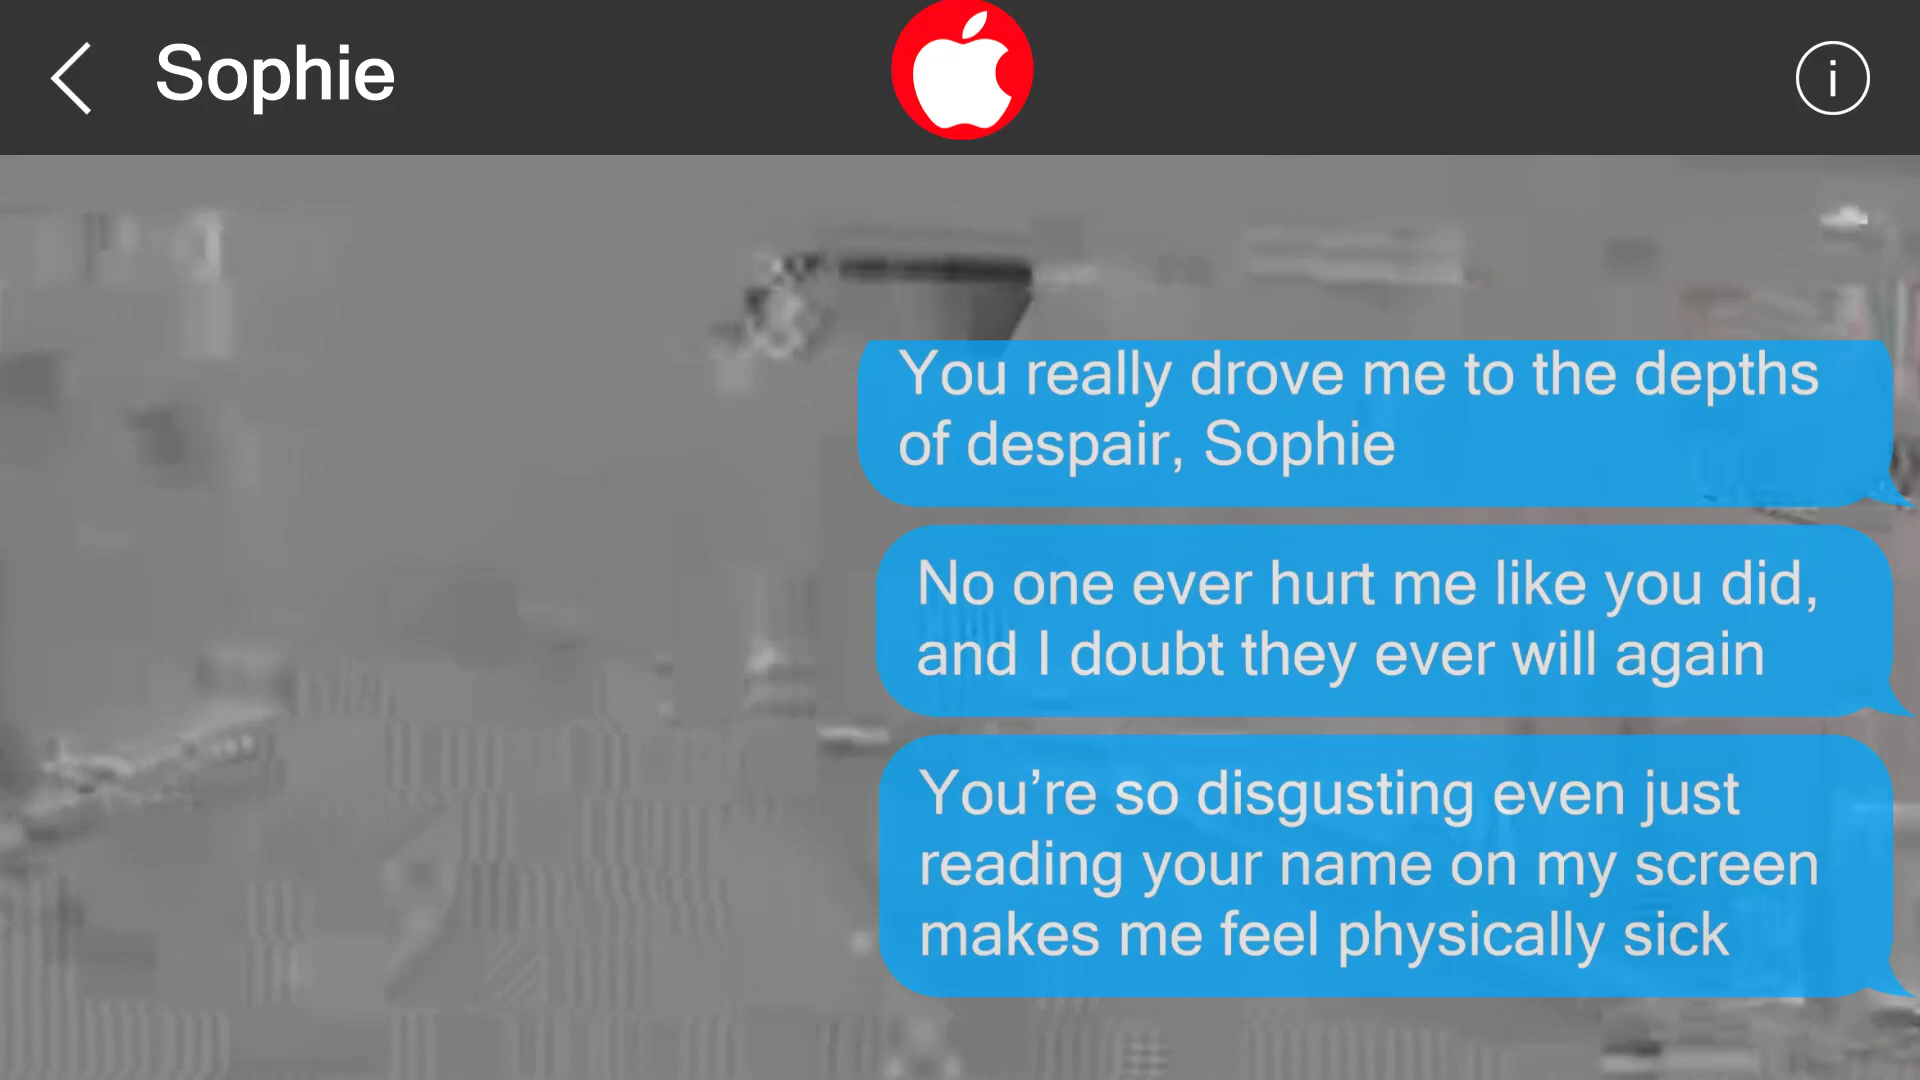 Sophie
You really drove me to the depths
of despair, Sophie
No one ever hurt me like you did,
and I doubt they ever will again
You’re so disgusting even just
reading your name on my screen
makes me feel physically sick